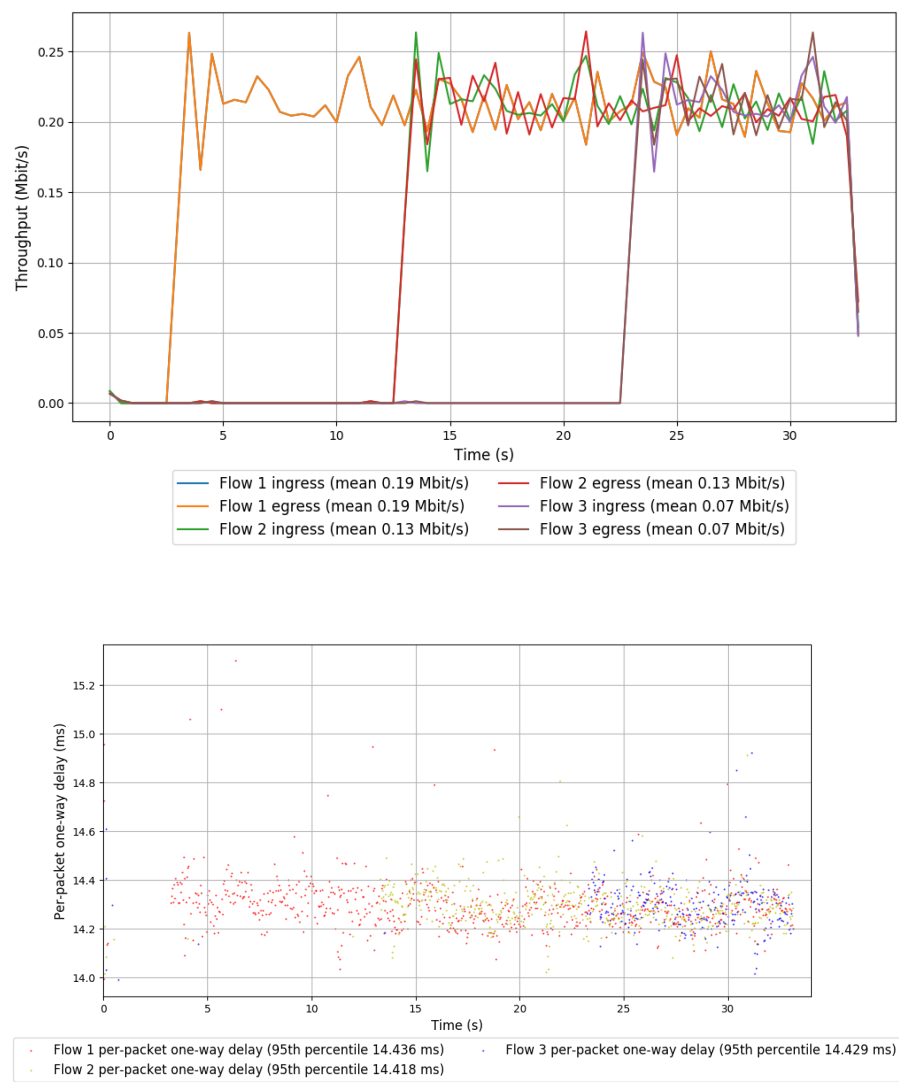 0.25
0.20
0.15
0.10
0.05
0.00
Throughput (Mbit/s)
0 5 10 15 20 25 30
Time (s)
Flow 1 ingress (mean 0.19 Mbit/s) Flow 2 egress (mean 0.13 Mbit/s)
Flow 1 egress (mean 0.19 Mbit/s) Flow 3 ingress (mean 0.07 Mbit/s)
Flow 2 ingress (mean 0.13 Mbit/s) Flow 3 egress (mean 0.07 Mbit/s)
15.2
15.0
14.8
14.6
14.4
14.2
14.0
Per-packet one-way delay (ms)
0 5 10 15 20 25 30
Time (s)
Flow 1 per-packet one-way delay (95th percentile 14.436 ms) Flow 3 per-packet one-way delay (95th percentile 14.429 ms)
Flow 2 per-packet one-way delay (95th percentile 14.418 ms)